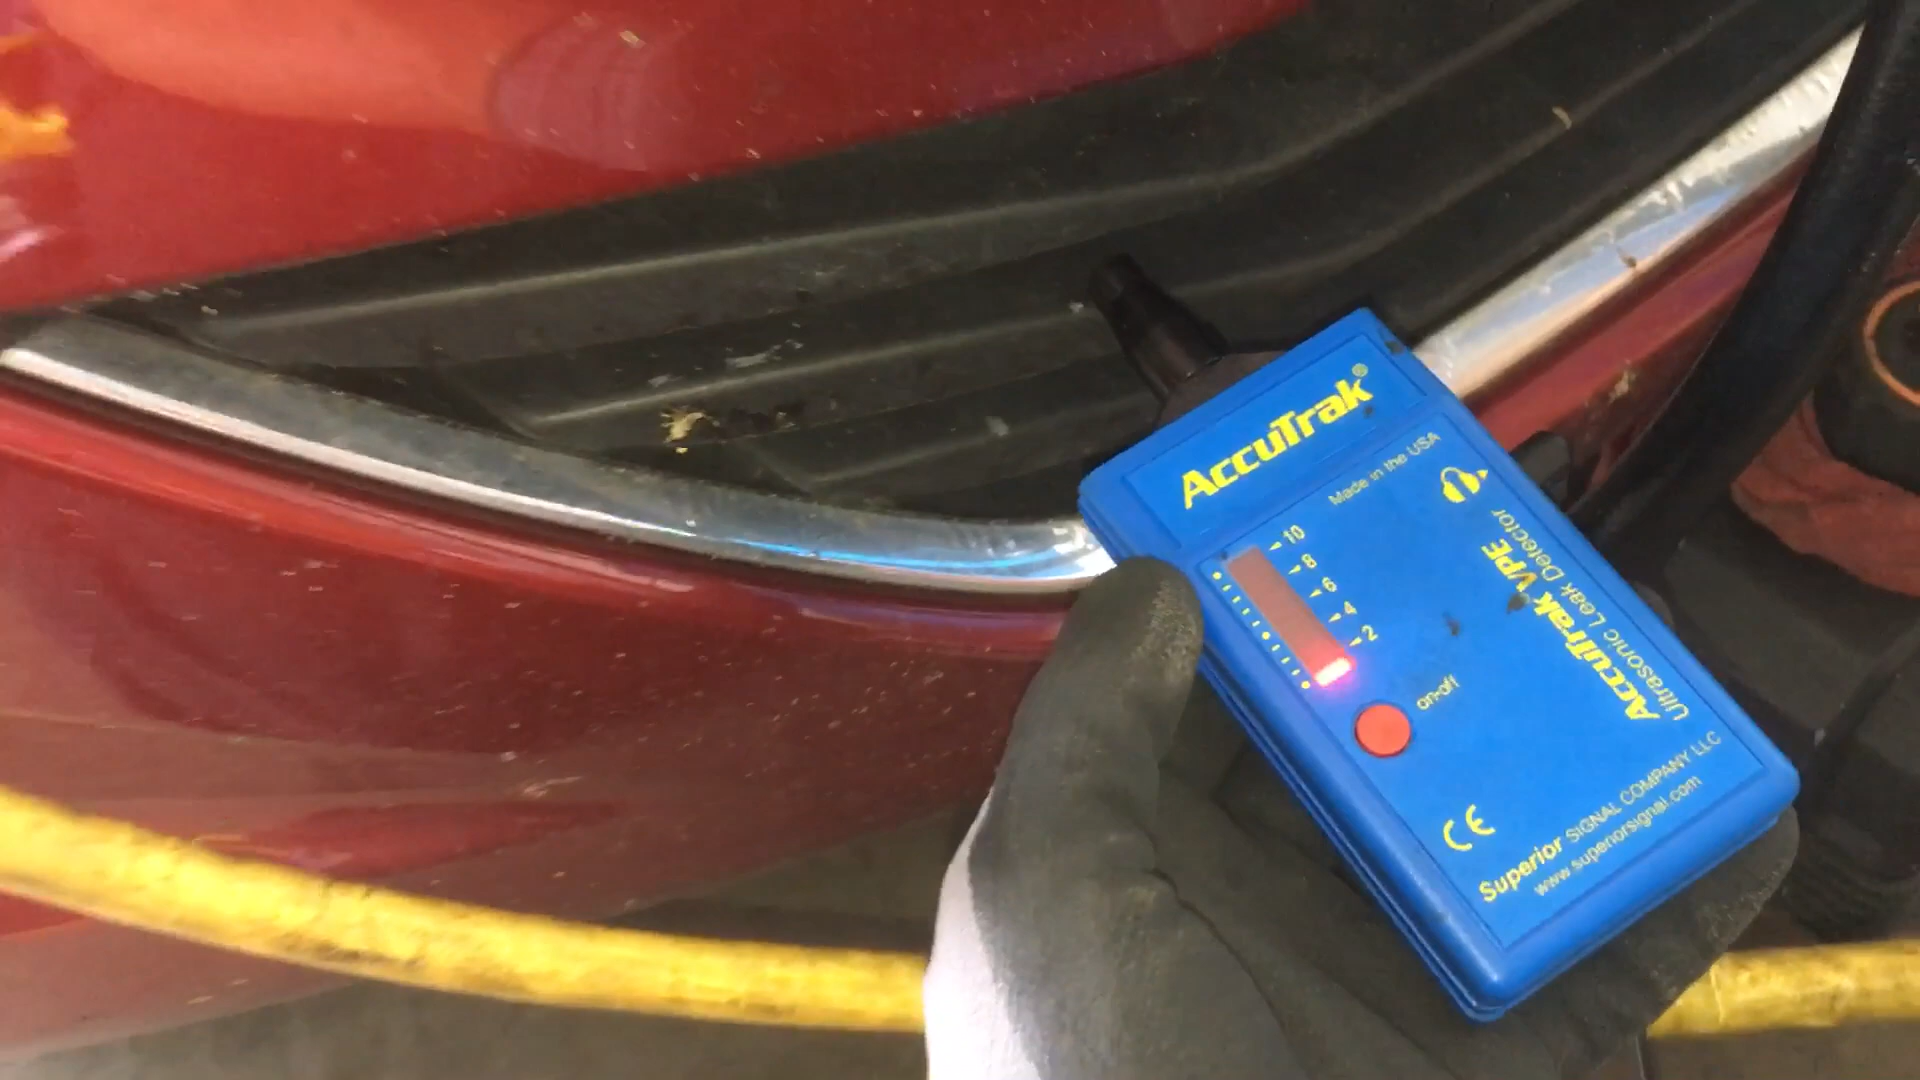 AccuTrak®
Made in the USA
10
8
6
4
2
on-off
AccuTrak® VPE
Ultrasonic Leak Detector
CE
Superior SIGNAL COMPANY LLC
www.superiorsignal.com